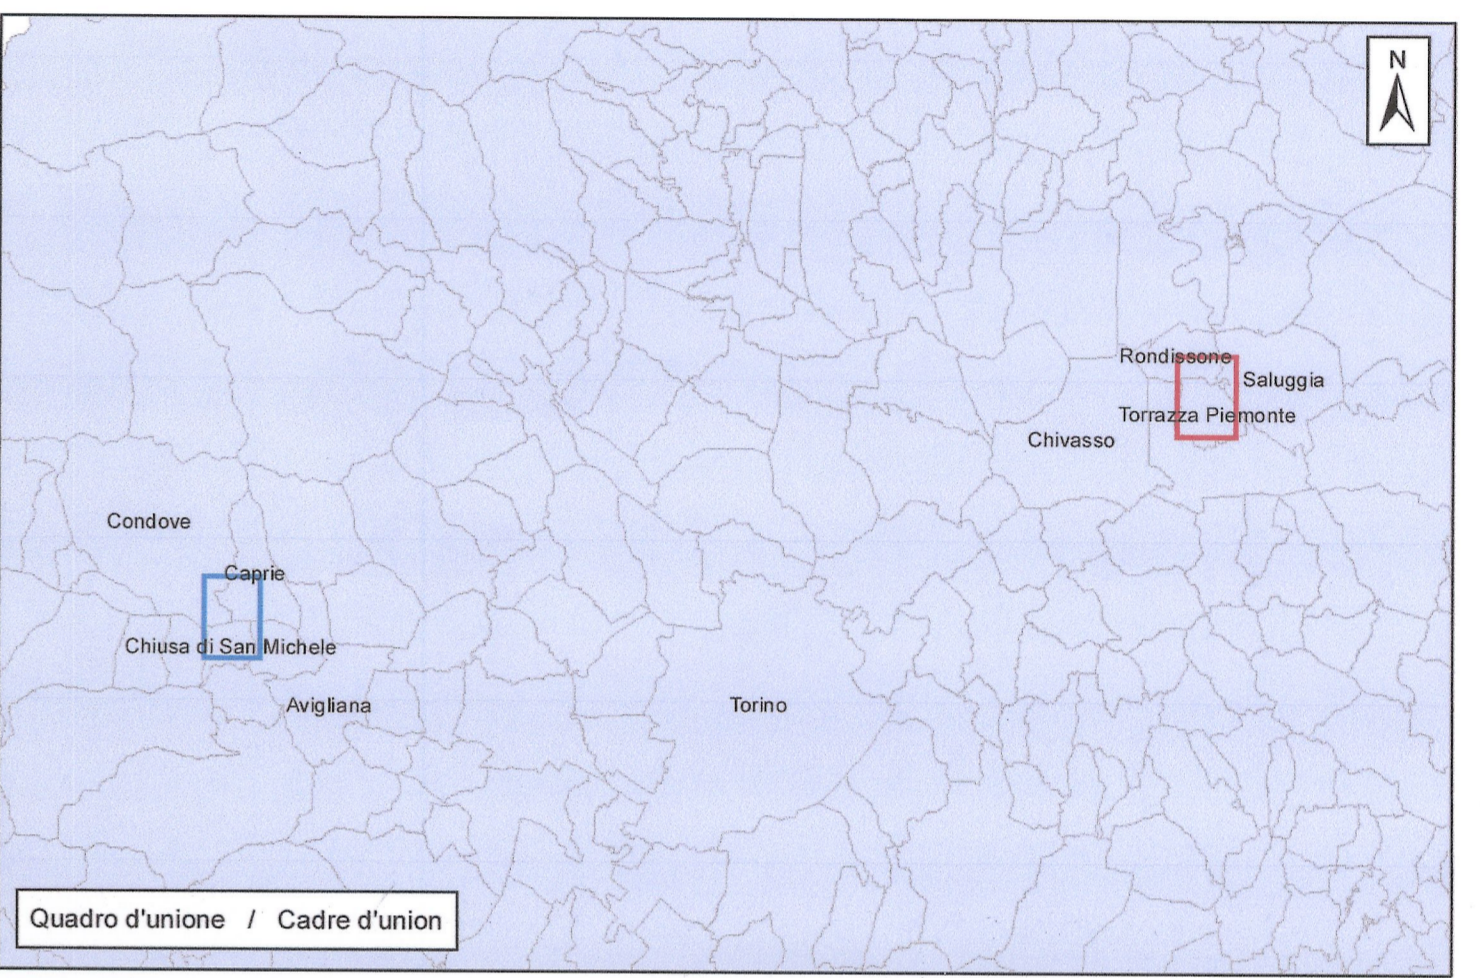 N
Rondissone
Saluggia
Torrazza Piemonte
Chivasso
Condove
Caprie
Chiusa di San Michele
Avigliana
Torino
Quadro d'unione / Cadre d'union